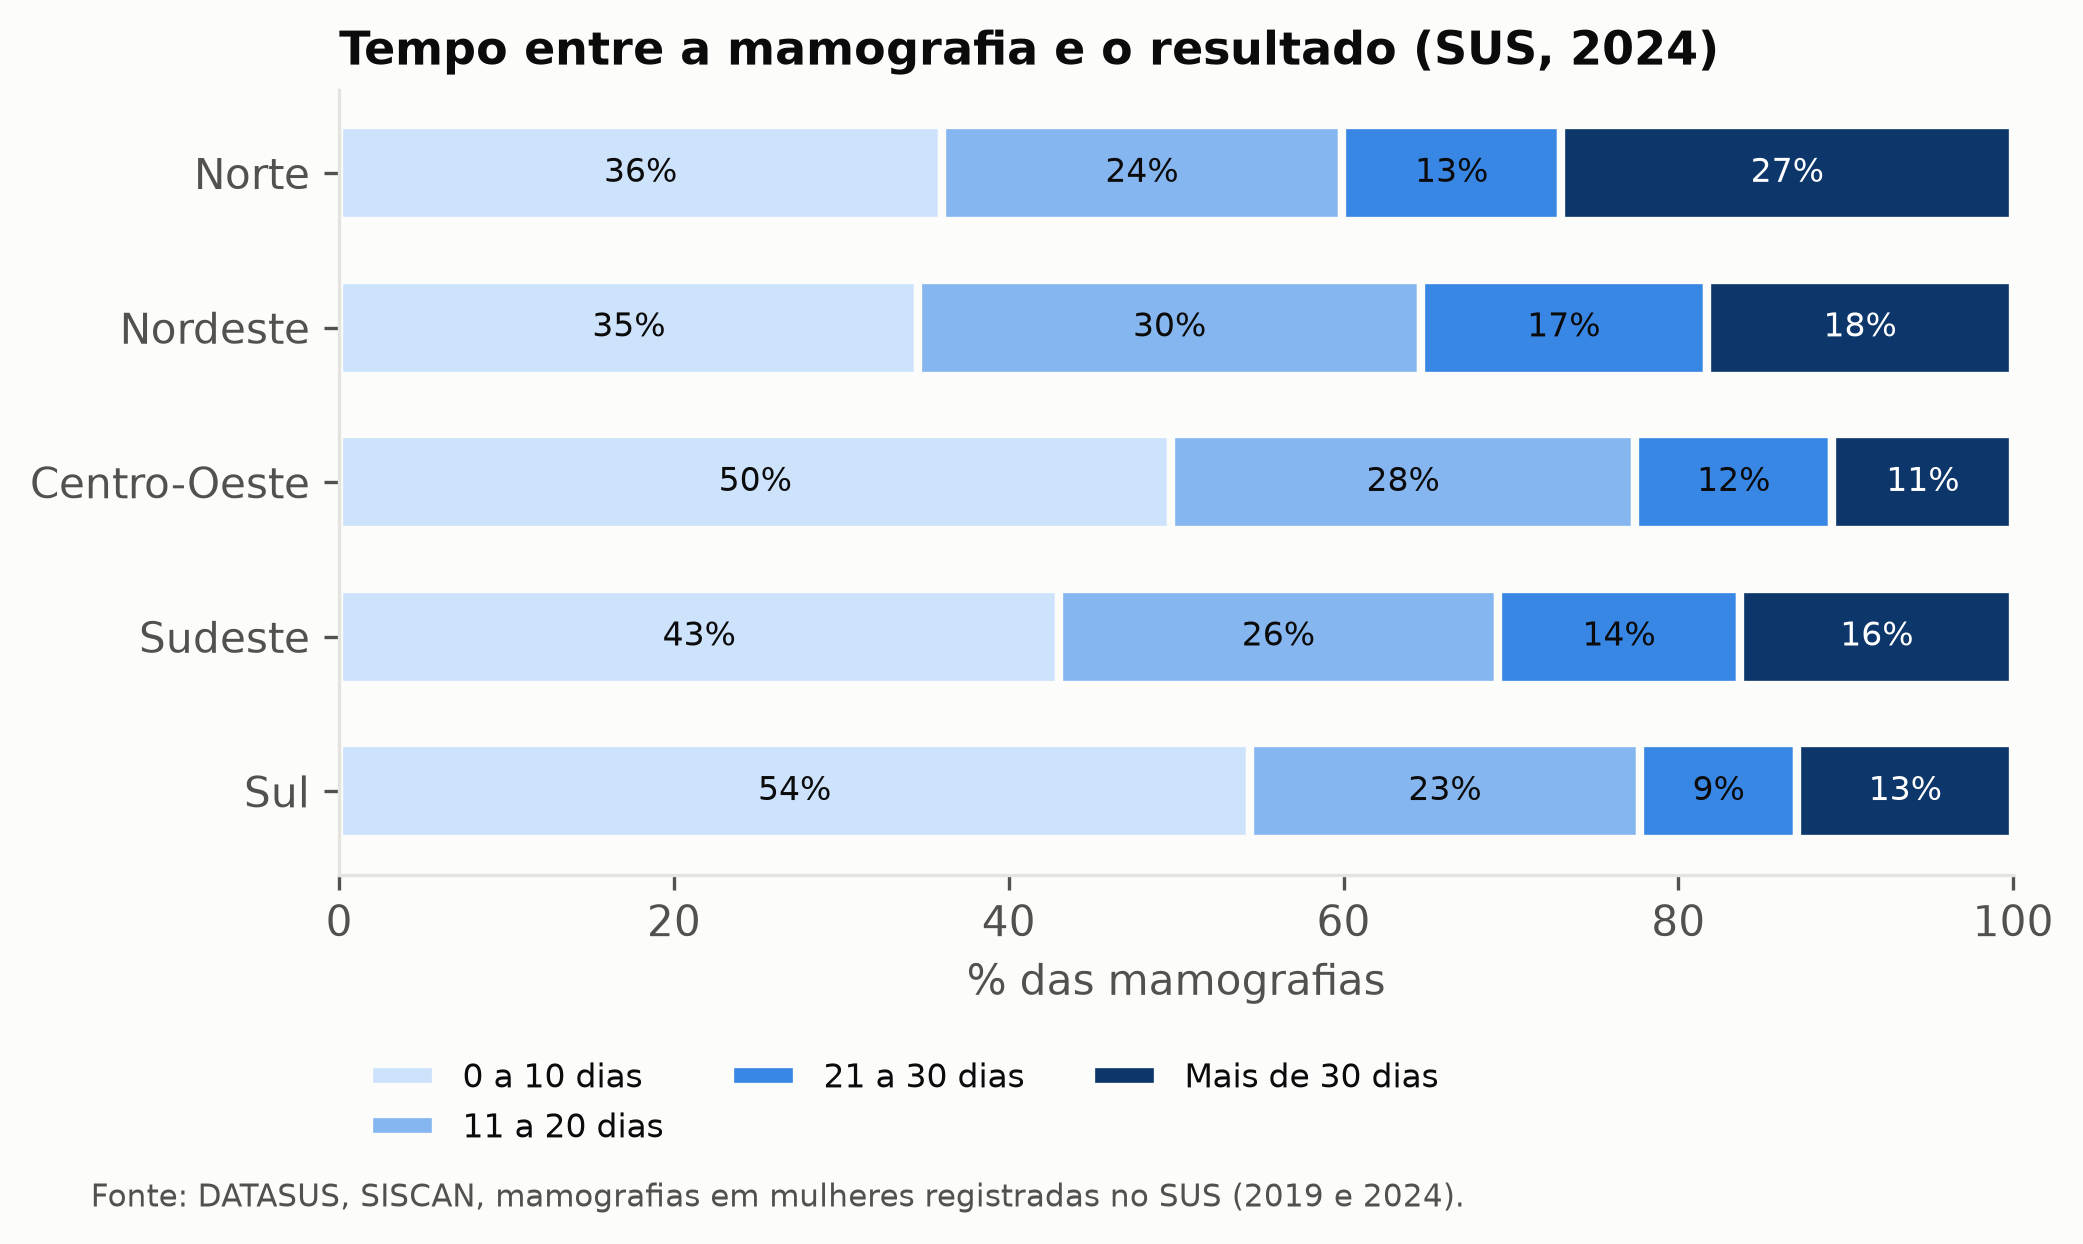 Tempo entre a mamografia e o resultado (SUS, 2024)
Norte 36% 24% 13% 27%
Nordeste 35% 30% 17% 18%
Centro-Oeste 50% 28% 12% 11%
Sudeste 43% 26% 14% 16%
Sul 54% 23% 9% 13%
0 20 40 60 80 100
% das mamografias
0 a 10 dias 21 a 30 dias Mais de 30 dias
11 a 20 dias
Fonte: DATASUS, SISCAN, mamografias em mulheres registradas no SUS (2019 e 2024).